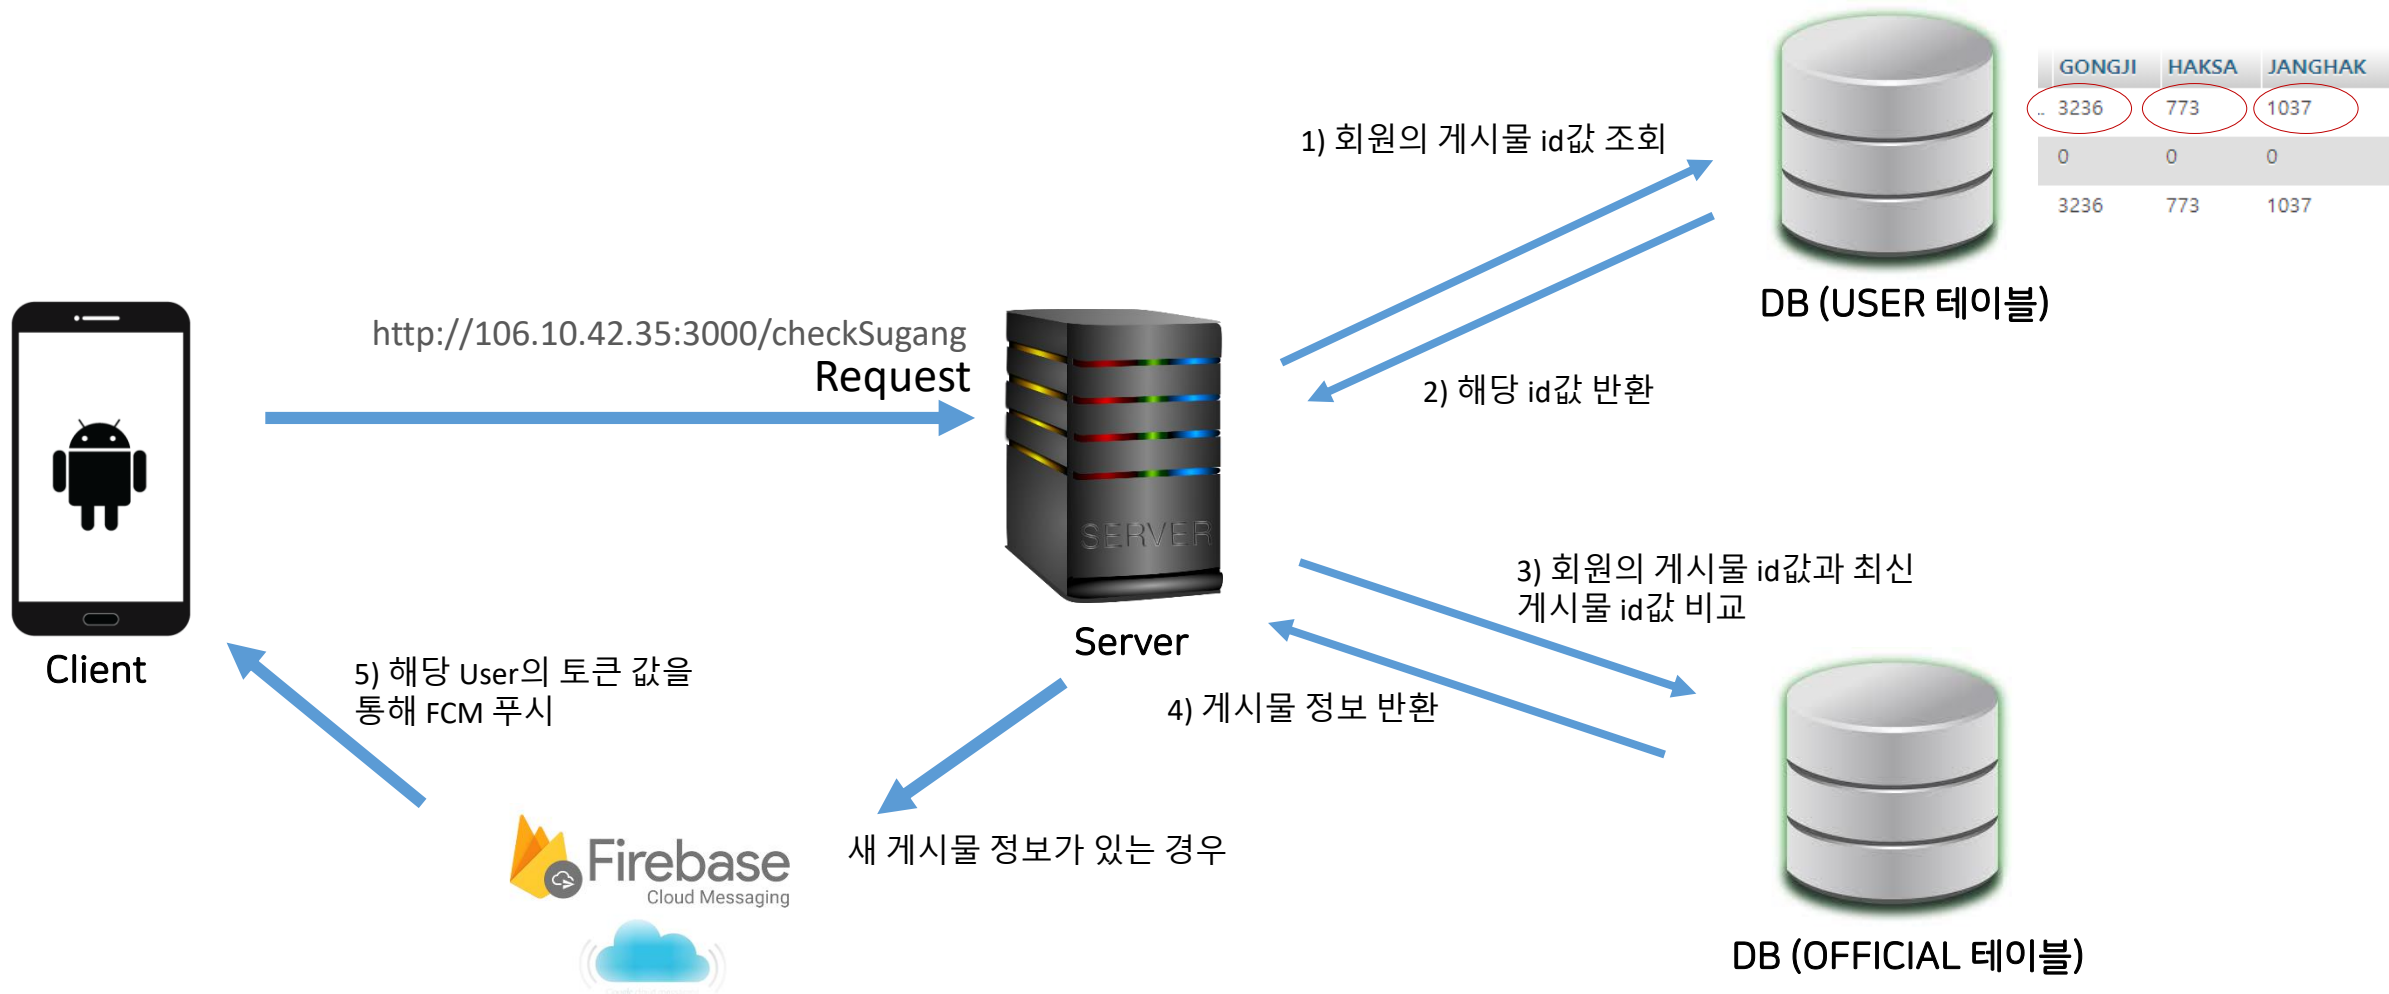 GONGJI HAKSA JANGHAK
3236 773 1037
0 0 0
3236 773 1037
1) 회원의 게시물 id값 조회
DB (USER 테이블)
http://106.10.42.35:3000/checkSugang
Request
2) 해당 id값 반환
SERVER
Server
Client
3) 회원의 게시물 id값과 최신
게시물 id값 비교
4) 게시물 정보 반환
5) 해당 User의 토큰 값을
통해 FCM 푸시
Firebase
Cloud Messaging
새 게시물 정보가 있는 경우
DB (OFFICIAL 테이블)